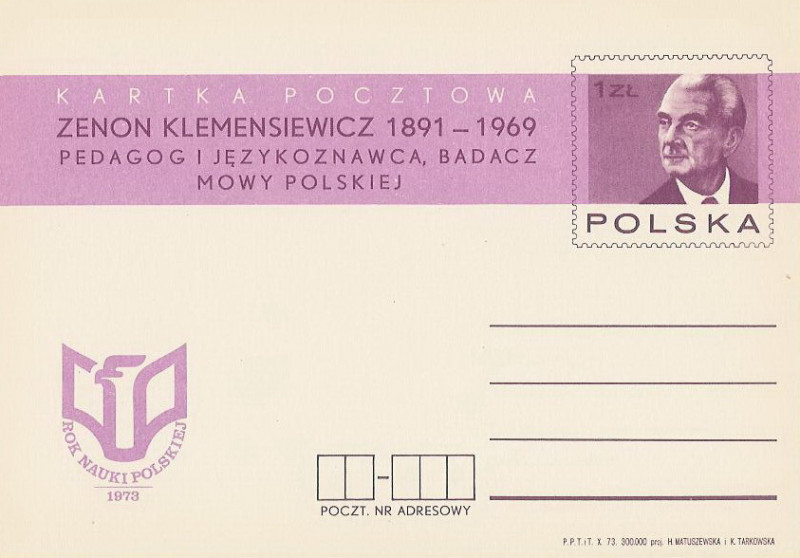 KARTKA POCZTOWA
ZENON KLEMENSIEWICZ 1891–1969
PEDAGOG I JĘZYKOZNAWCA, BADACZ
MOWY POLSKIEJ
1 ZŁ
POLSKA
ROK NAUKI POLSKIEJ
1973
POCZT. NR ADRESOWY
P.P.T.iT. X 73. 300.000 proj. H. MATUSZEWSKA i K. TARKOWSKA